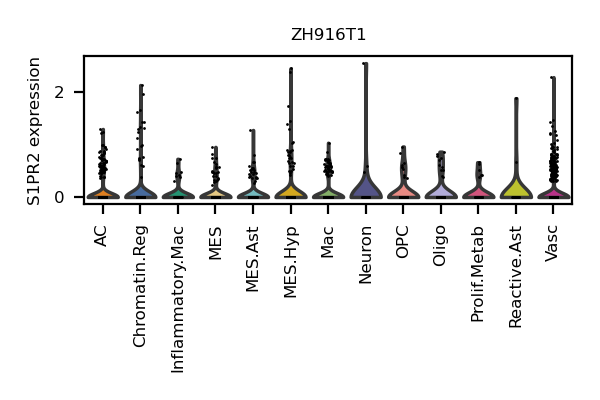 ZH916T1
S1PR2 expression
2
0
AC
Chromatin.Reg
Inflammatory.Mac
MES
MES.Ast
MES.Hyp
Mac
Neuron
OPC
Oligo
Prolif.Metab
Reactive.Ast
Vasc